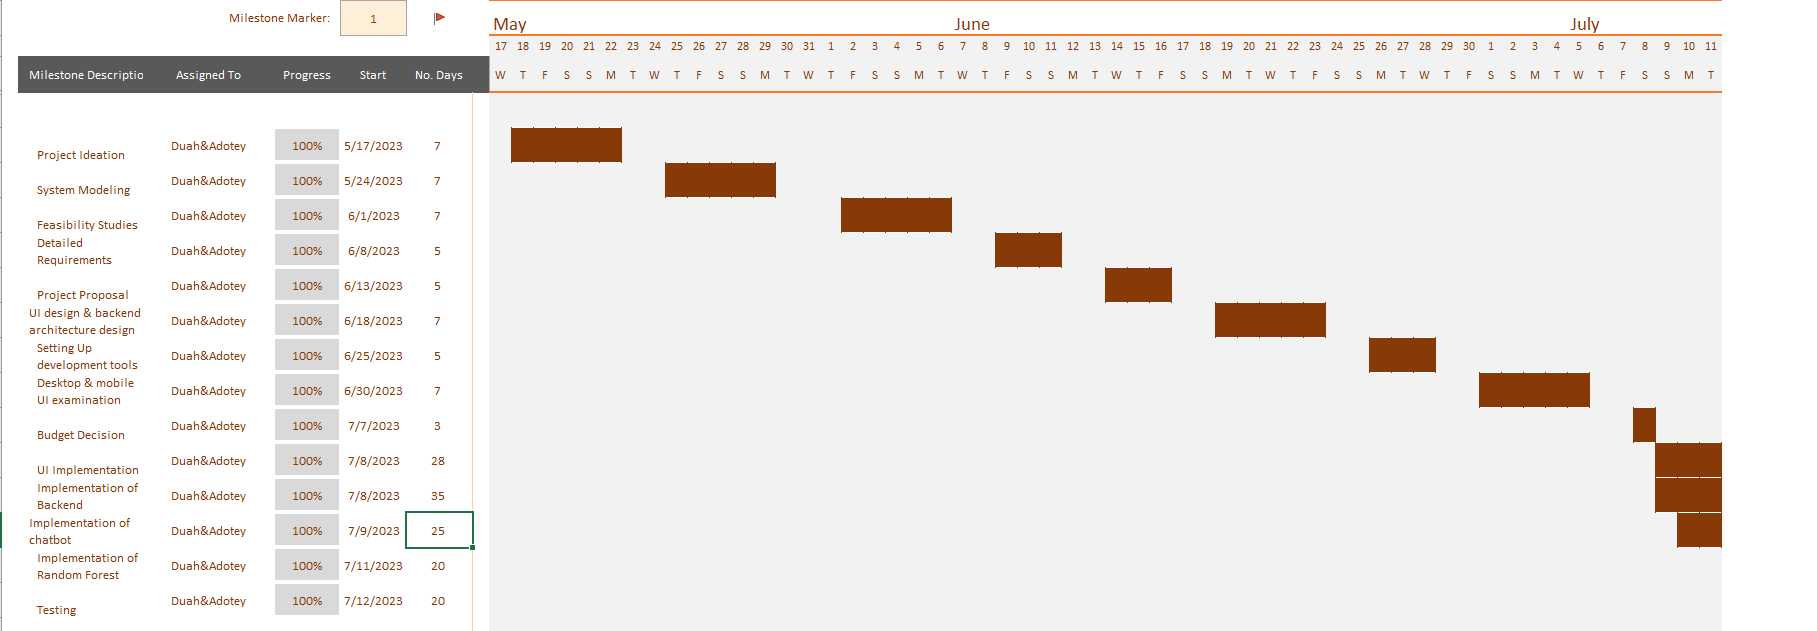 Milestone Marker: 1
May June July
17 18 19 20 21 22 23 24 25 26 27 28 29 30 31 1 2 3 4 5 6 7 8 9 10 11 12 13 14 15 16 17 18 19 20 21 22 23 24 25 26 27 28 29 30 1 2 3 4 5 6 7 8 9 10 11
Milestone Descriptio Assigned To Progress Start No. Days W T F S S M T W T F S S M T W T F S S M T W T F S S M T W T F S S M T W T F S S M T W T F S S M T W T F S S M T
Project Ideation Duah&Adotey 100% 5/17/2023 7
System Modeling Duah&Adotey 100% 5/24/2023 7
Feasibility Studies Duah&Adotey 100% 6/1/2023 7
Detailed
Requirements Duah&Adotey 100% 6/8/2023 5
Project Proposal Duah&Adotey 100% 6/13/2023 5
UI design & backend
architecture design Duah&Adotey 100% 6/18/2023 7
Setting Up
development tools Duah&Adotey 100% 6/25/2023 5
Desktop & mobile
UI examination Duah&Adotey 100% 6/30/2023 7
Budget Decision Duah&Adotey 100% 7/7/2023 3
UI Implementation Duah&Adotey 100% 7/8/2023 28
Implementation of
Backend Duah&Adotey 100% 7/8/2023 35
Implementation of
chatbot Duah&Adotey 100% 7/9/2023 25
Implementation of
Random Forest Duah&Adotey 100% 7/11/2023 20
Testing Duah&Adotey 100% 7/12/2023 20